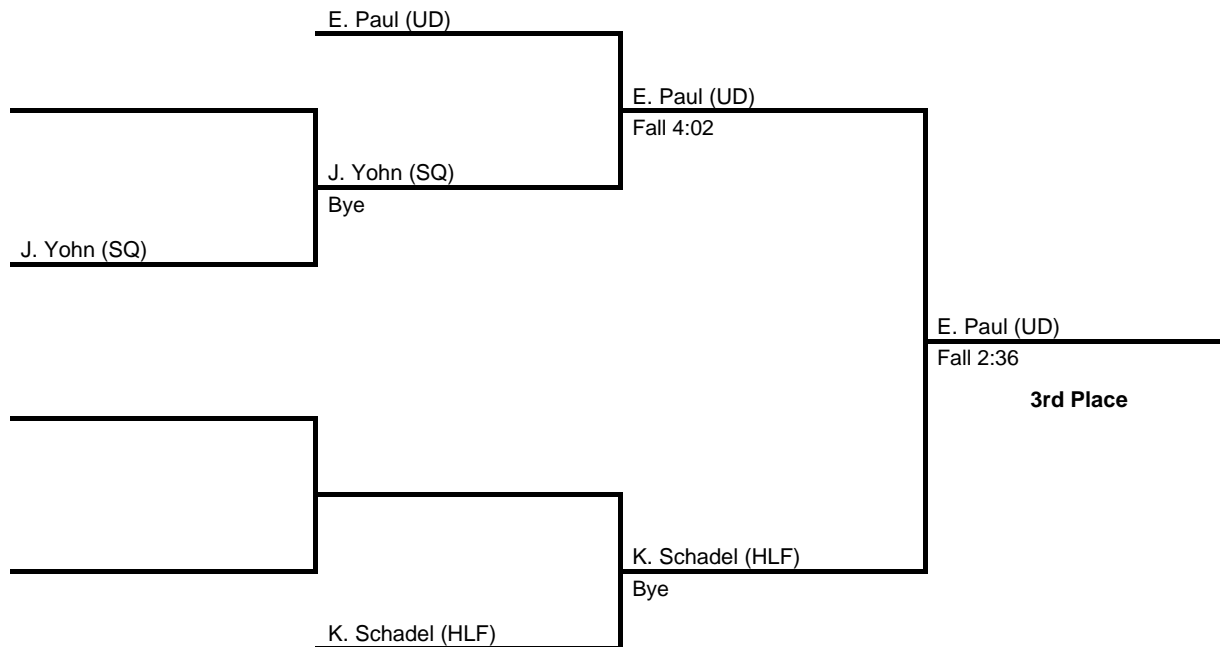 E. Paul (UD)
E. Paul (UD)
Fall 4:02
J. Yohn (SQ)
Bye
J. Yohn (SQ)
E. Paul (UD)
Fall 2:36
3rd Place
K. Schadel (HLF)
Bye
K. Schadel (HLF)